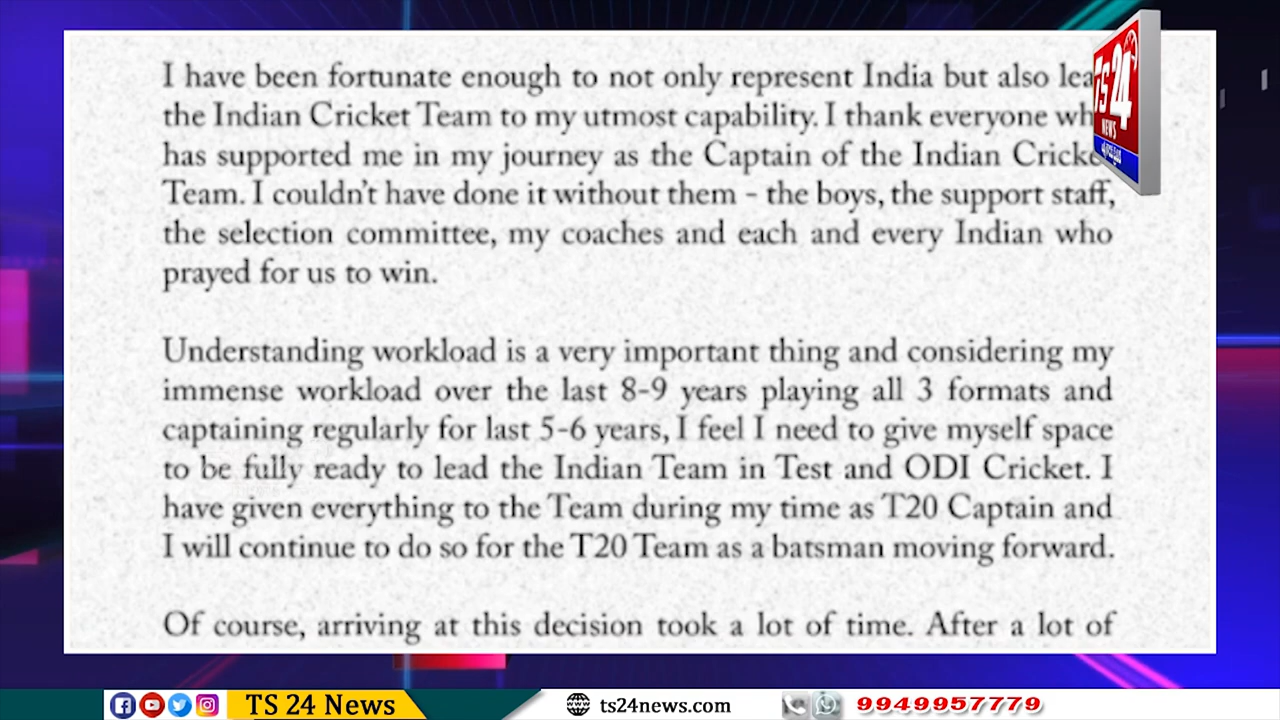 I have been fortunate enough to not only represent India but also lea
the Indian Cricket Team to my utmost capability. I thank everyone wh
has supported me in my journey as the Captain of the Indian Cricke
Team. I couldn't have done it without them - the boys, the support staff,
the selection committee, my coaches and each and every Indian who
prayed for us to win.
Understanding workload is a very important thing and considering my
immense workload over the last 8-9 years playing all 3 formats and
captaining regularly for last 5-6 years, I feel I need to give myself space
to be fully ready to lead the Indian Team in Test and ODI Cricket. I
have given everything to the Team during my time as T20 Captain and
I will continue to do so for the T20 Team as a batsman moving forward.
Of course, arriving at this decision took a lot of time. After a lot of
TS
24
NEWS
TS 24 News
ts24news.com
9949957779